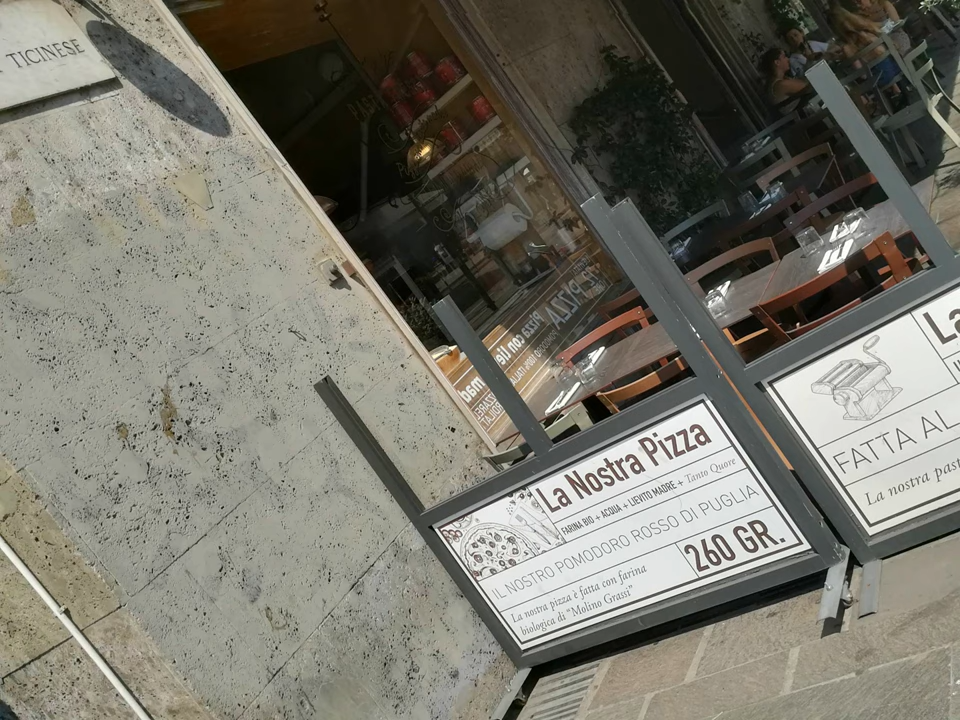 TICINESE
La Nostra Pizza
FARINA BIO + ACQUA + LIEVITO MADRE + Tanto Quore
IL NOSTRO POMODORO ROSSO DI PUGLIA
La nostra pizza è fatta con farina
biologica di "Molino Grassi"
260 GR.
La
FATTA AL
La nostra past